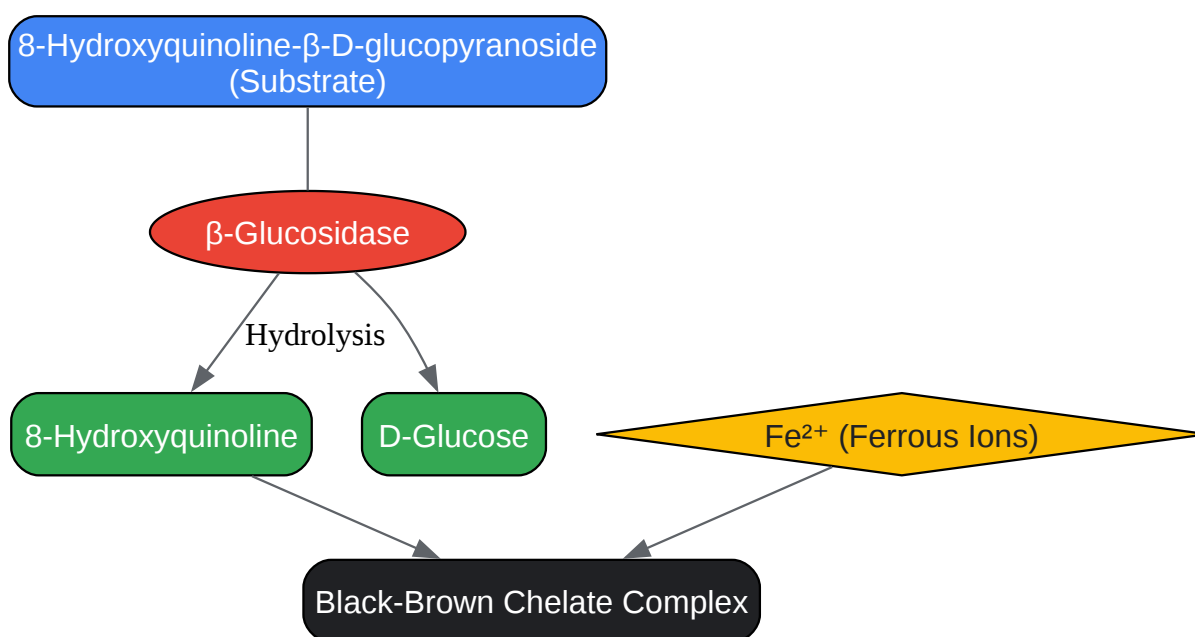 8-Hydroxyquinoline-β-D-glucopyranoside
(Substrate)
β-Glucosidase
Hydrolysis
8-Hydroxyquinoline
D-Glucose
Fe²⁺ (Ferrous Ions)
Black-Brown Chelate Complex